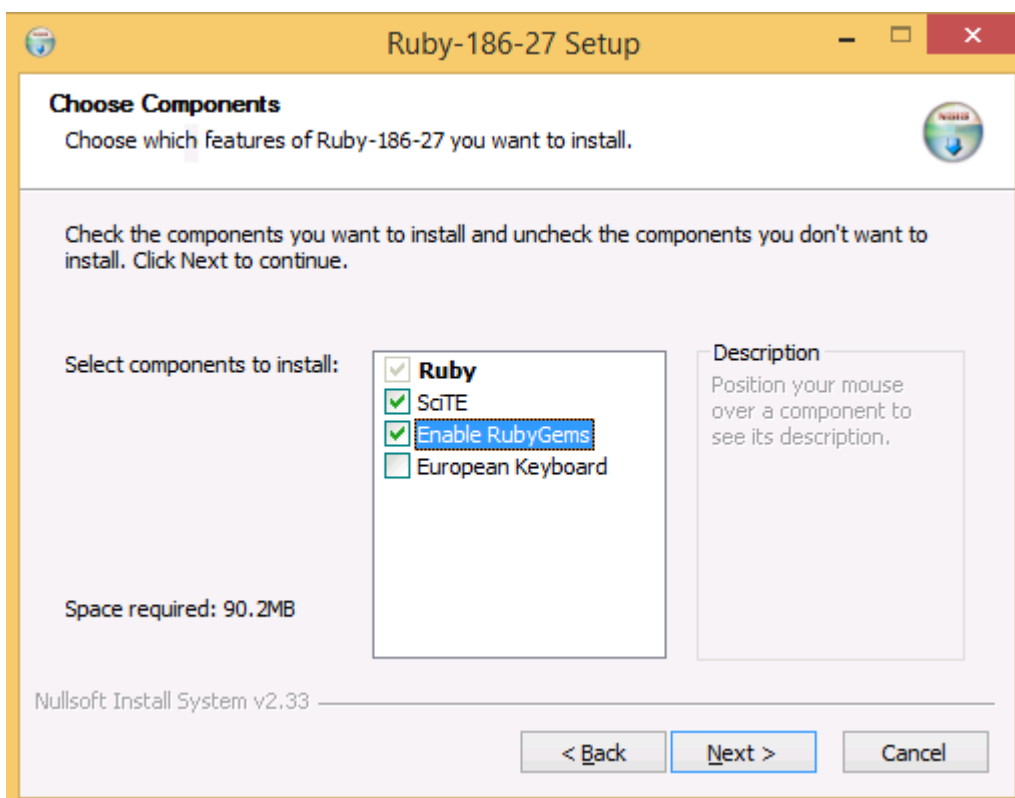 Ruby-186-27 Setup
Choose Components
Choose which features of Ruby-186-27 you want to install.
Check the components you want to install and uncheck the components you don't want to
install. Click Next to continue.
Select components to install:
Ruby
SciTE
Enable RubyGems
European Keyboard
Description
Position your mouse
over a component to
see its description.
Space required: 90.2MB
Nullsoft Install System v2.33
< Back
Next >
Cancel